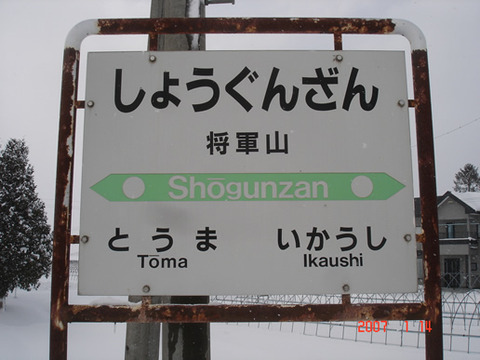 しょうぐんざん
将軍山
Shōgunzan
とうま いかうし
Tōma Ikaushi
2007 1 14